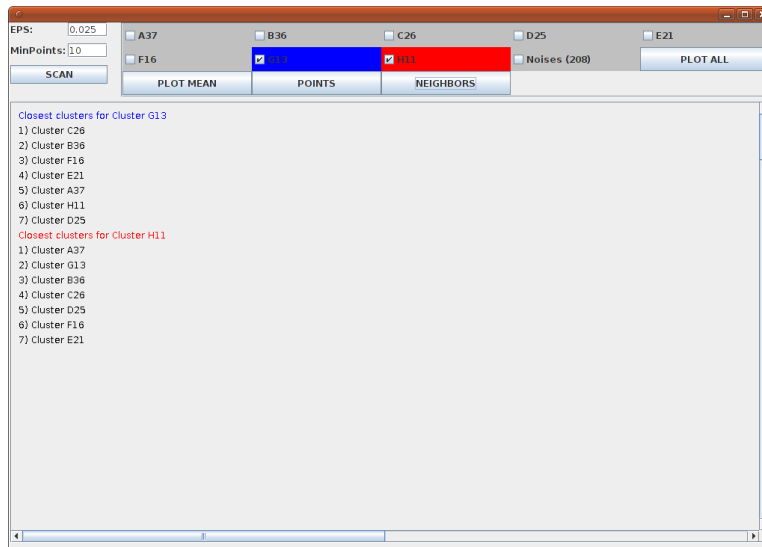 EPS: 0.025
A37 B36 C26 D25 E21
MinPoints: 10
F16 G13 H11 Noises (208) PLOT ALL
SCAN
PLOT MEAN POINTS NEIGHBORS
Closest clusters for Cluster G13
1) Cluster C26
2) Cluster B36
3) Cluster F16
4) Cluster E21
5) Cluster A37
6) Cluster H11
7) Cluster D25
Closest clusters for Cluster H11
1) Cluster A37
2) Cluster G13
3) Cluster B36
4) Cluster C26
5) Cluster D25
6) Cluster F16
7) Cluster E21